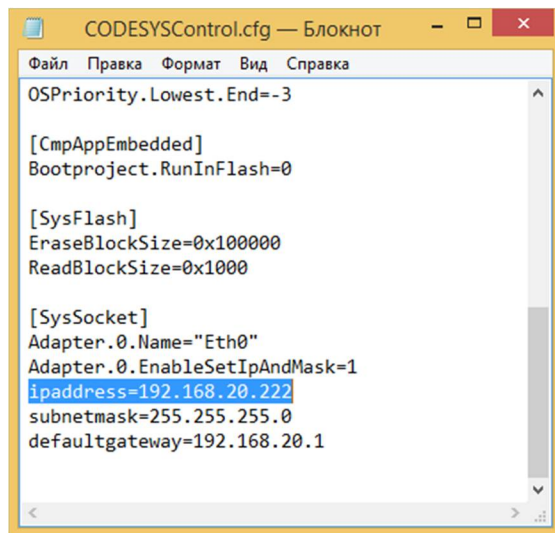 CODESYSControl.cfg — Блокнот
Файл Правка Формат Вид Справка
OSPriority.Lowest.End=-3
[CmpAppEmbedded]
Bootproject.RunInFlash=0
[SysFlash]
EraseBlockSize=0x100000
ReadBlockSize=0x1000
[SysSocket]
Adapter.0.Name="Eth0"
Adapter.0.EnableSetIpAndMask=1
ipaddress=192.168.20.222
subnetmask=255.255.255.0
defaultgateway=192.168.20.1